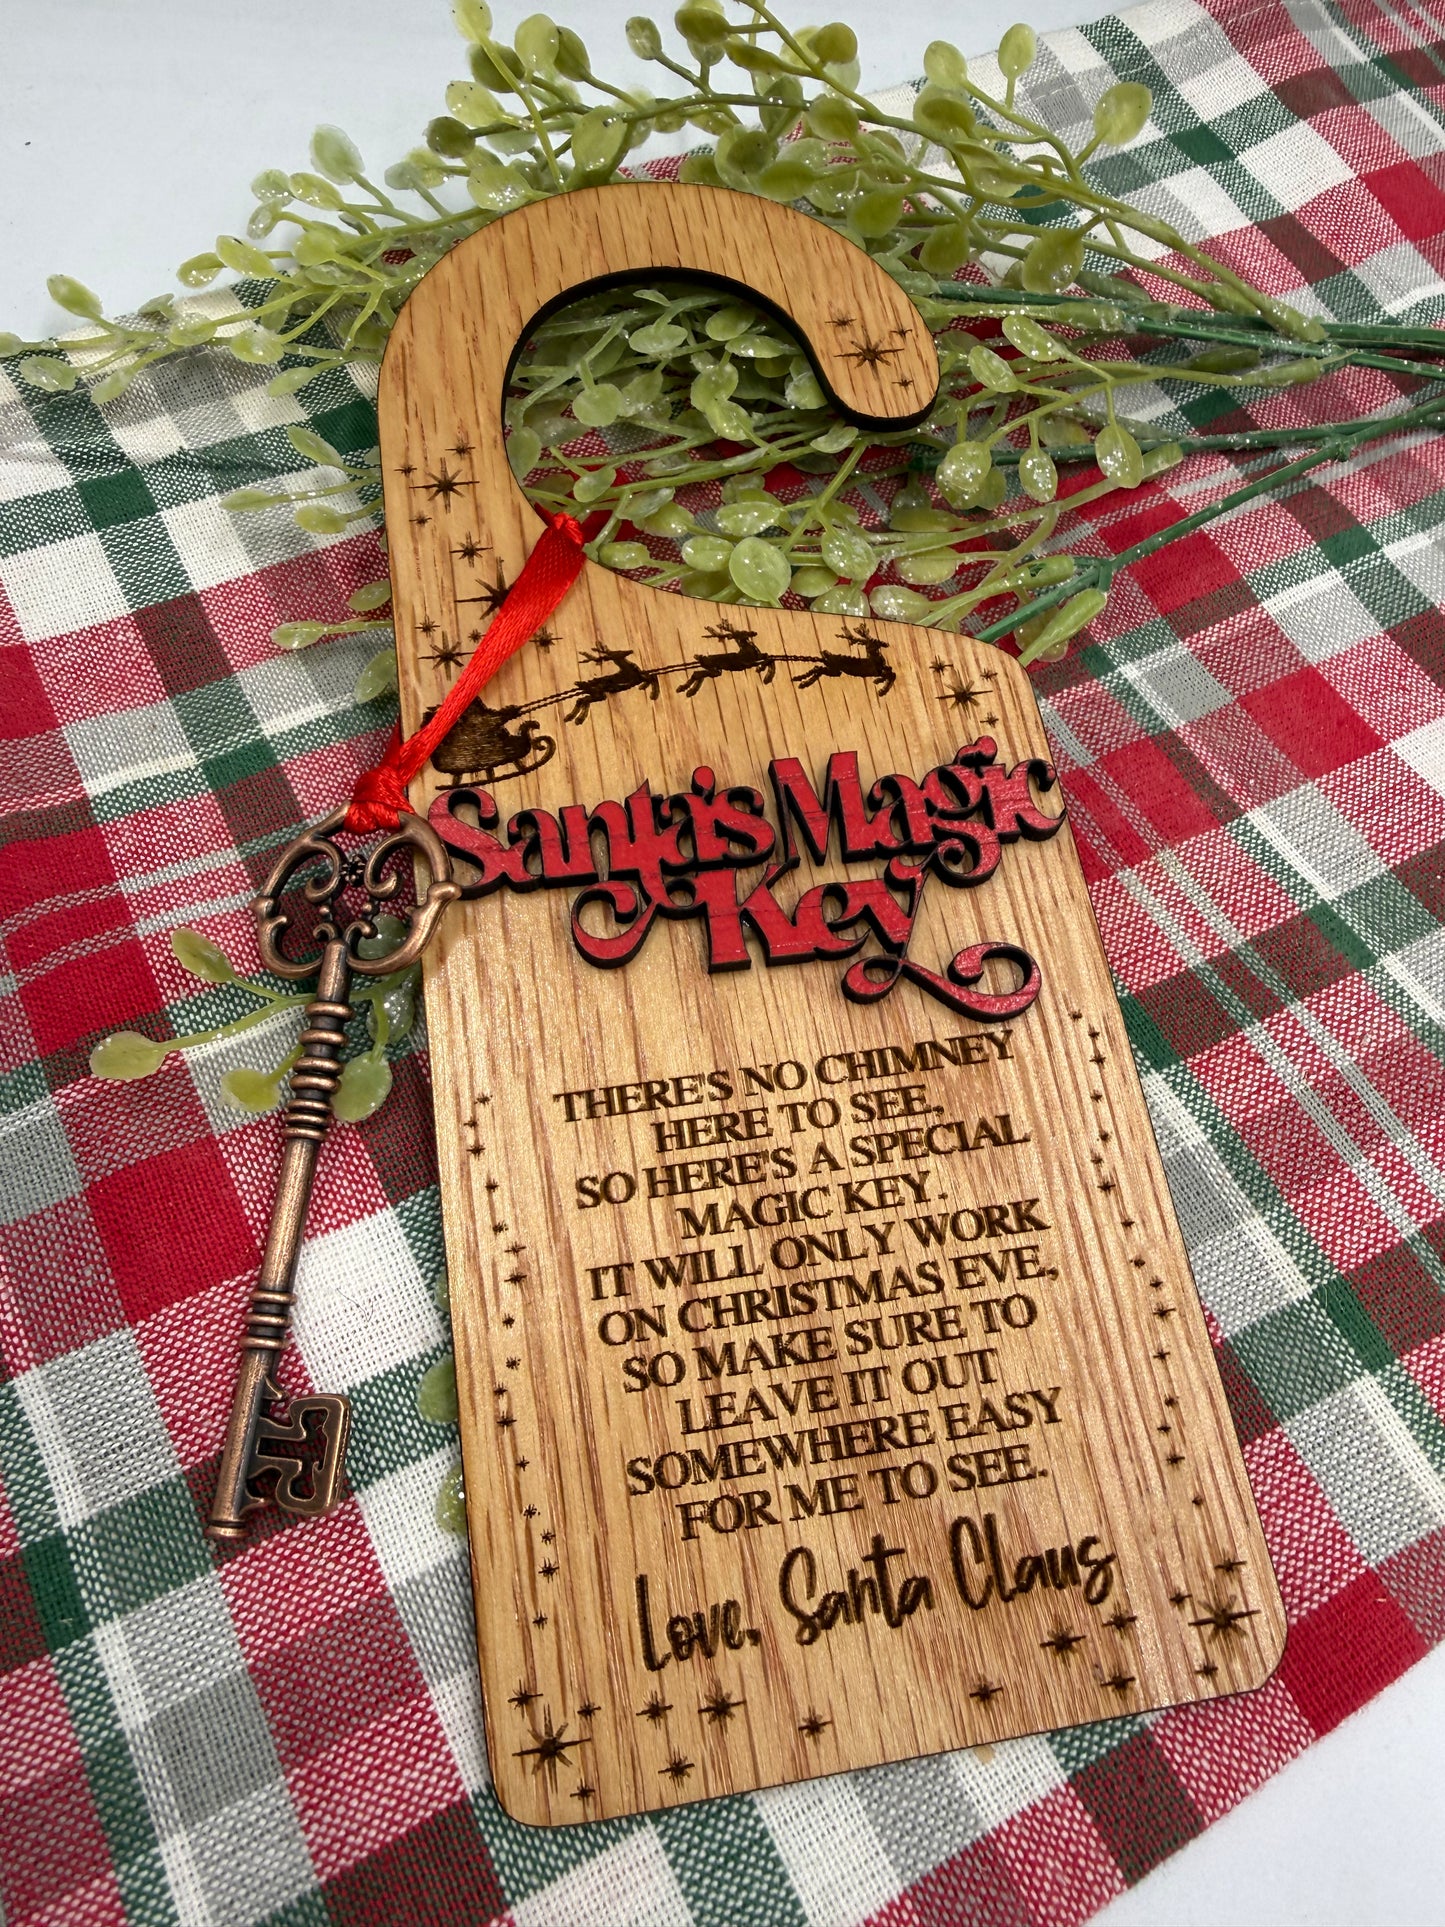 Santa's Magic
Key
THERE'S NO CHIMNEY
HERE TO SEE,
SO HERE'S A SPECIAL
MAGIC KEY.
IT WILL ONLY WORK
ON CHRISTMAS EVE,
SO MAKE SURE TO
LEAVE IT OUT
SOMEWHERE EASY
FOR ME TO SEE.
Love, Santa Claus